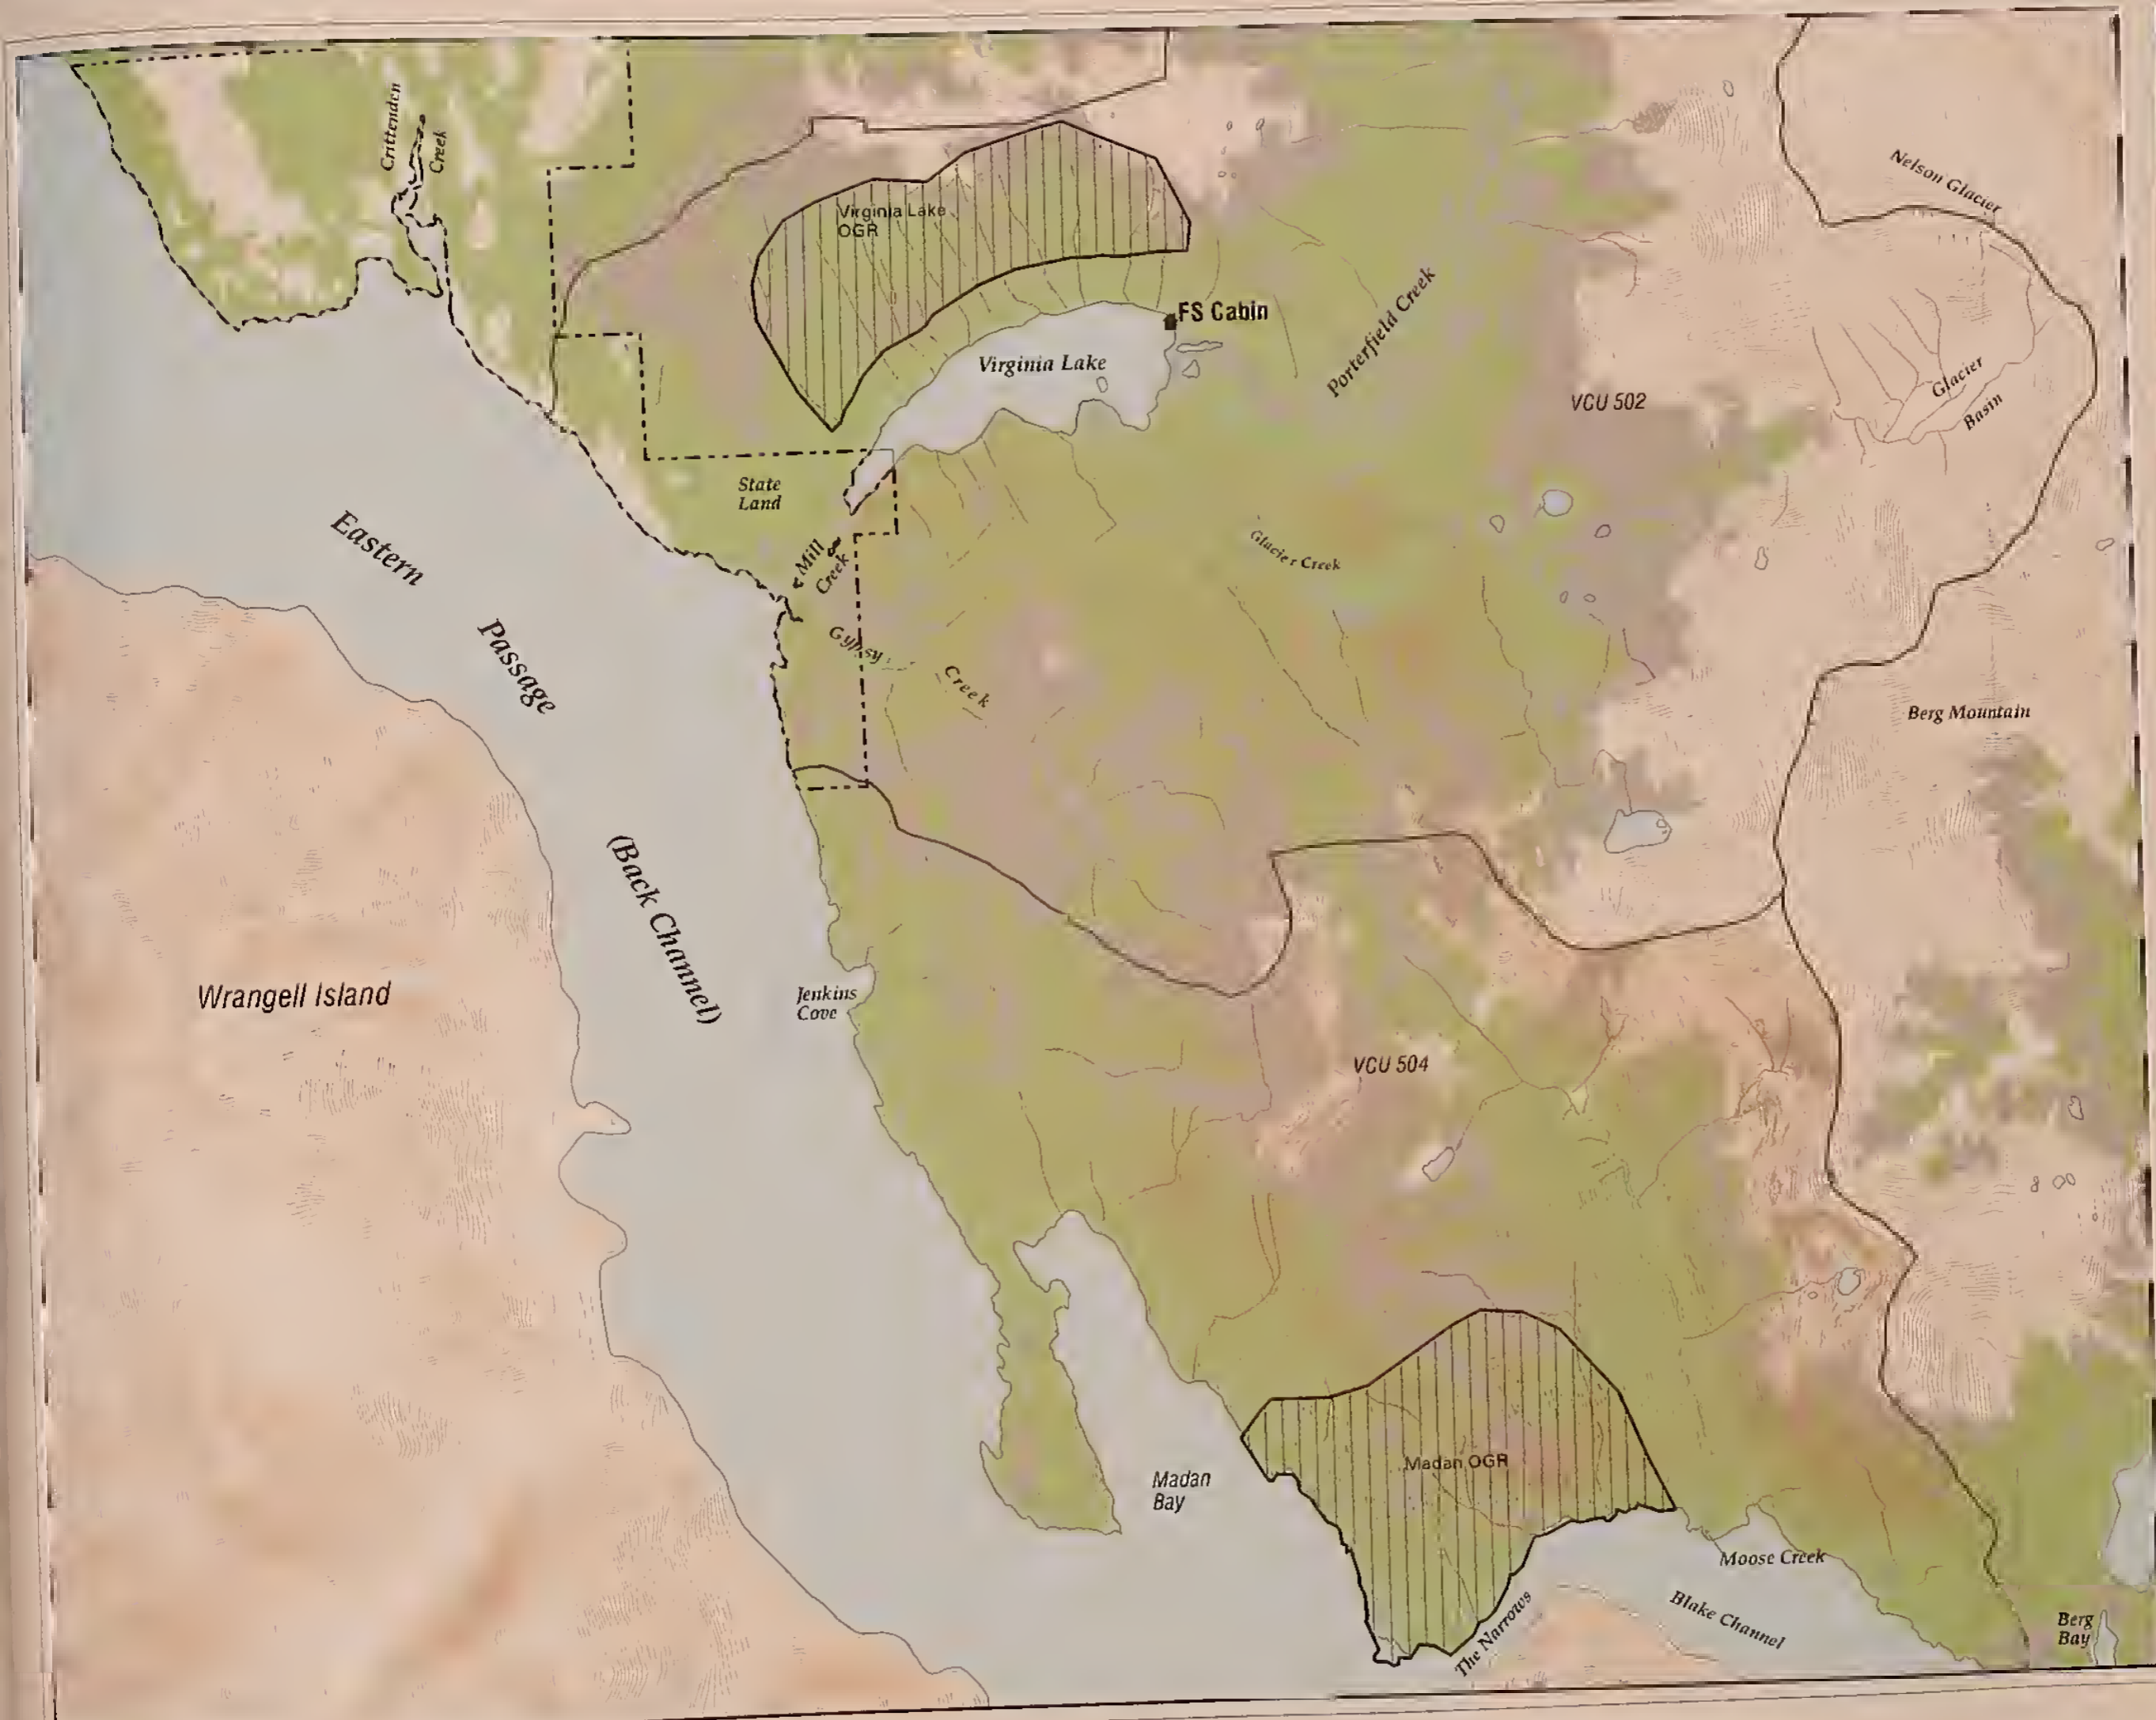 Crittenden
Creek
Nelson Glacier
Virginia Lake
OGR
FS Cabin
Porterfield Creek
Virginia Lake
VCU 502
Glacier
Basin
State
Land
Eastern
Passage
(Back Channel)
Mill
Creek
Glacier Creek
Gypsy
Creek
Berg Mountain
Wrangell Island
Jenkins
Cove
VCU 504
Madan OGR
Madan
Bay
Moose Creek
The Narrows
Blake Channel
Berg
Bay